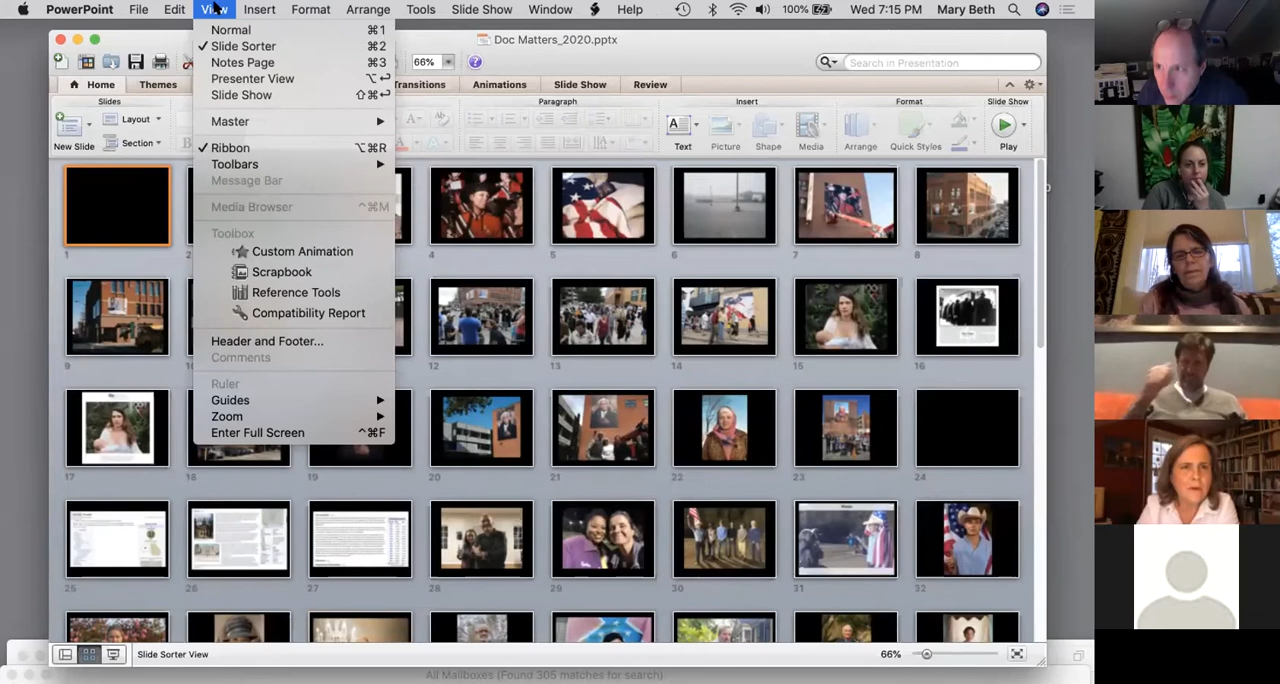 PowerPoint File Edit View Insert Format Arrange Tools Slide Show Window Help 100% Wed 7:15 PM Mary Beth
Doc Matters_2020.pptx
66% Search in Presentation
Home Themes Transitions Animations Slide Show Review
Slides Paragraph Insert Format Slide Show
New Slide Layout Section Text Picture Shape Media Arrange Quick Styles Play
Normal ⌘1
✓ Slide Sorter ⌘2
Notes Page ⌘3
Presenter View ⌥↩
Slide Show ⇧⌘↩
Master
✓ Ribbon ⌥⌘R
Toolbars
Message Bar
Media Browser ^⌘M
Toolbox
Custom Animation
Scrapbook
Reference Tools
Compatibility Report
Header and Footer...
Comments
Ruler
Guides
Zoom
Enter Full Screen ^⌘F
1 2 4 5 6 7 8
9 12 13 14 15 16
17 18 19 20 21 22 23 24
25 26 27 28 29 30 31 32
Slide Sorter View 66%
All Mailboxes (Found 305 matches for search)